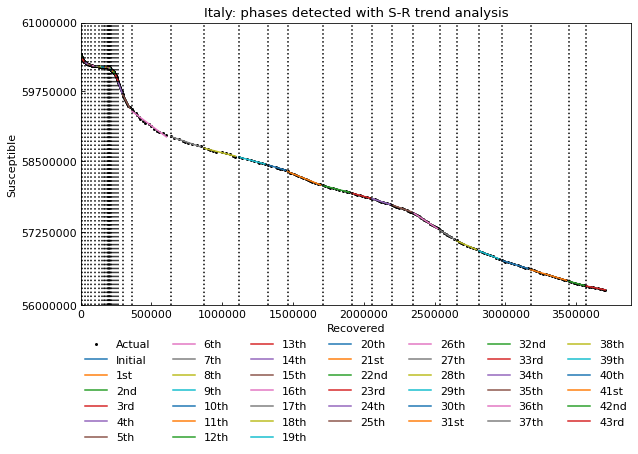 Italy: phases detected with S-R trend analysis
61000000
59750000
58500000
57250000
56000000
Susceptible
0 500000 1000000 1500000 2000000 2500000 3000000 3500000
Recovered
Actual 6th 13th 20th 26th 32nd 38th
Initial 7th 14th 21st 27th 33rd 39th
1st 8th 15th 22nd 28th 34th 40th
2nd 9th 16th 23rd 29th 35th 41st
3rd 10th 17th 24th 30th 36th 42nd
4th 11th 18th 25th 31st 37th 43rd
5th 12th 19th